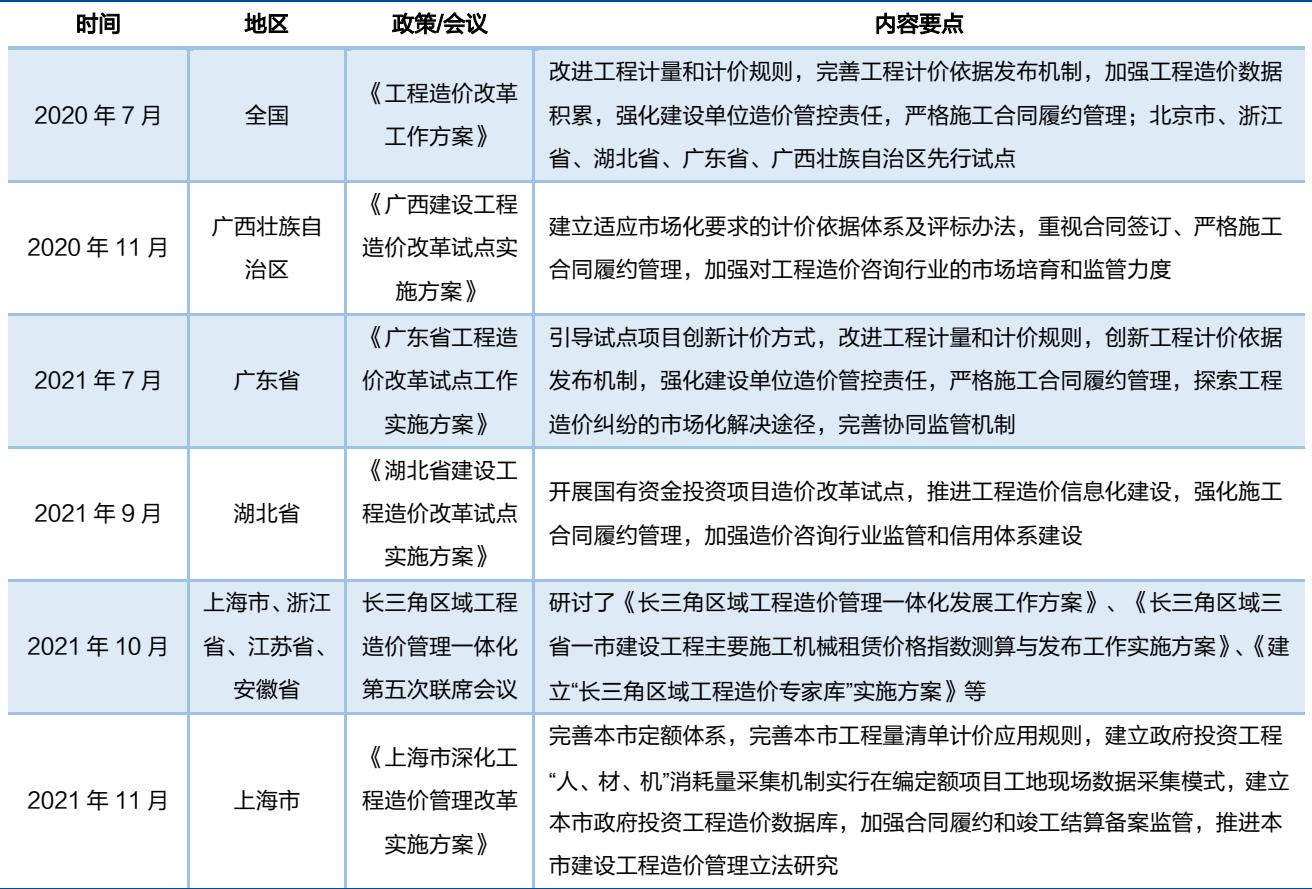 时间 地区 政策/会议 内容要点
2020 年 7 月
全国
《工程造价改革
工作方案》
改进工程计量和计价规则，完善工程计价依据发布机制，加强工程造价数据
积累，强化建设单位造价管控责任，严格施工合同履约管理；北京市、浙江
省、湖北省、广东省、广西壮族自治区先行试点
2020 年 11 月
广西壮族自
治区
《广西建设工程
造价改革试点实
施方案》
建立适应市场化要求的计价依据体系及评标办法，重视合同签订、严格施工
合同履约管理，加强对工程造价咨询行业的市场培育和监管力度
2021 年 7 月
广东省
《广东省工程造
价改革试点工作
实施方案》
引导试点项目创新计价方式，改进工程计量和计价规则，创新工程计价依据
发布机制，强化建设单位造价管控责任，严格施工合同履约管理，探索工程
造价纠纷的市场化解决途径，完善协同监管机制
2021 年 9 月
湖北省
《湖北省建设工
程造价改革试点
实施方案》
开展国有资金投资项目造价改革试点，推进工程造价信息化建设，强化施工
合同履约管理，加强造价咨询行业监管和信用体系建设
2021 年 10 月
上海市、浙江
省、江苏省、
安徽省
长三角区域工程
造价管理一体化
第五次联席会议
研讨了《长三角区域工程造价管理一体化发展工作方案》、《长三角区域三
省一市建设工程主要施工机械租赁价格指数测算与发布工作实施方案》、《建
立“长三角区域工程造价专家库”实施方案》等
2021 年 11 月
上海市
《上海市深化工
程造价管理改革
实施方案》
完善本市定额体系，完善本市工程量清单计价应用规则，建立政府投资工程
“人、材、机”消耗量采集机制实行在编定额项目工地现场数据采集模式，建立
本市政府投资工程造价数据库，加强合同履约和竣工结算备案监管，推进本
市建设工程造价管理立法研究